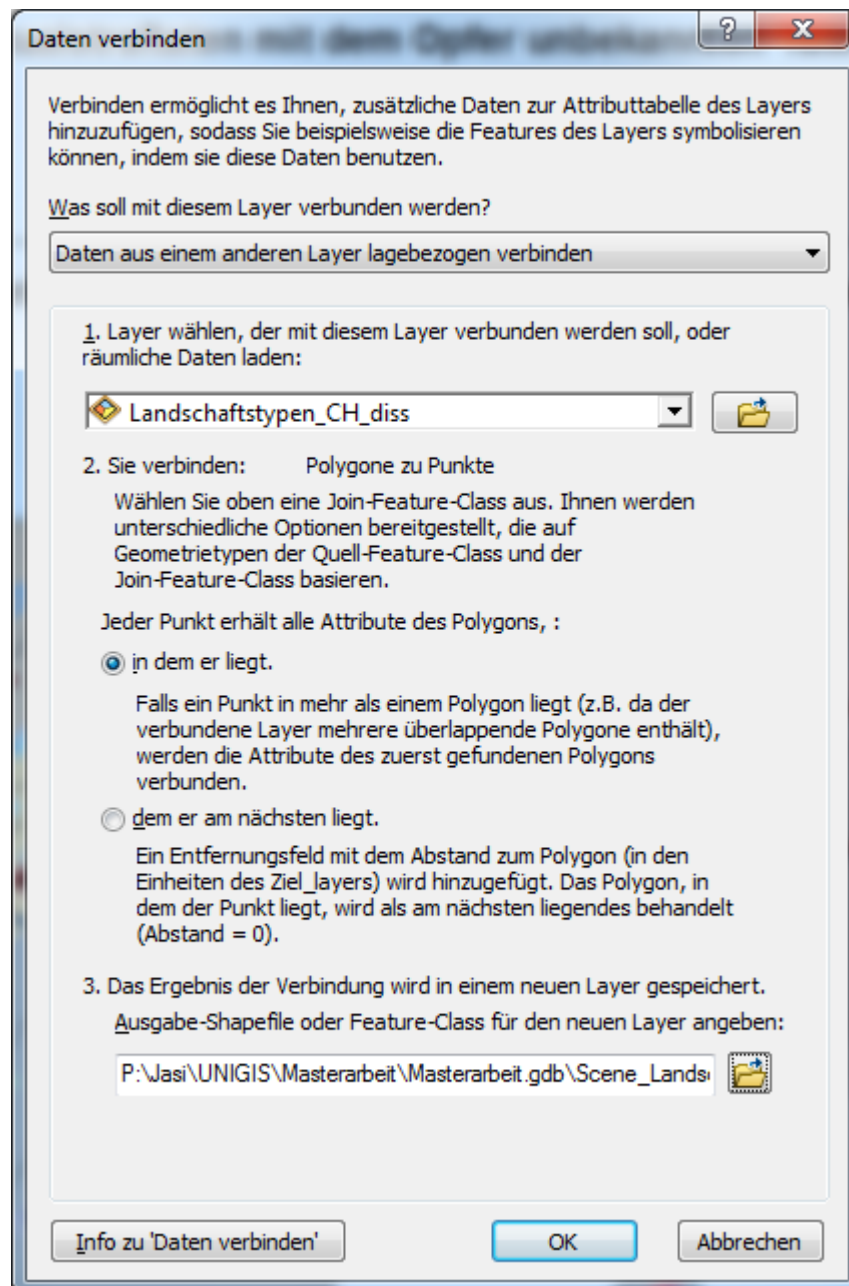 Daten verbinden
mit dem Opfer
Verbinden ermöglicht es Ihnen, zusätzliche Daten zur Attributtabelle des Layers
hinzuzufügen, sodass Sie beispielsweise die Features des Layers symbolisieren
können, indem sie diese Daten benutzen.
Was soll mit diesem Layer verbunden werden?
Daten aus einem anderen Layer lagebezogen verbinden
1. Layer wählen, der mit diesem Layer verbunden werden soll, oder
räumliche Daten laden:
Landschaftstypen_CH_diss
2. Sie verbinden: Polygone zu Punkte
Wählen Sie oben eine Join-Feature-Class aus. Ihnen werden
unterschiedliche Optionen bereitgestellt, die auf
Geometrietypen der Quell-Feature-Class und der
Join-Feature-Class basieren.
Jeder Punkt erhält alle Attribute des Polygons, :
in dem er liegt.
Falls ein Punkt in mehr als einem Polygon liegt (z.B. da der
verbundene Layer mehrere überlappende Polygone enthält),
werden die Attribute des zuerst gefundenen Polygons
verbunden.
dem er am nächsten liegt.
Ein Entfernungsfeld mit dem Abstand zum Polygon (in den
Einheiten des Ziel_layers) wird hinzugefügt. Das Polygon, in
dem der Punkt liegt, wird als am nächsten liegendes behandelt
(Abstand = 0).
3. Das Ergebnis der Verbindung wird in einem neuen Layer gespeichert.
Ausgabe-Shapefile oder Feature-Class für den neuen Layer angeben:
P:\Jasi\UNIGIS\Masterarbeit\Masterarbeit.gdb\Scene_Lands
Info zu 'Daten verbinden'
OK
Abbrechen